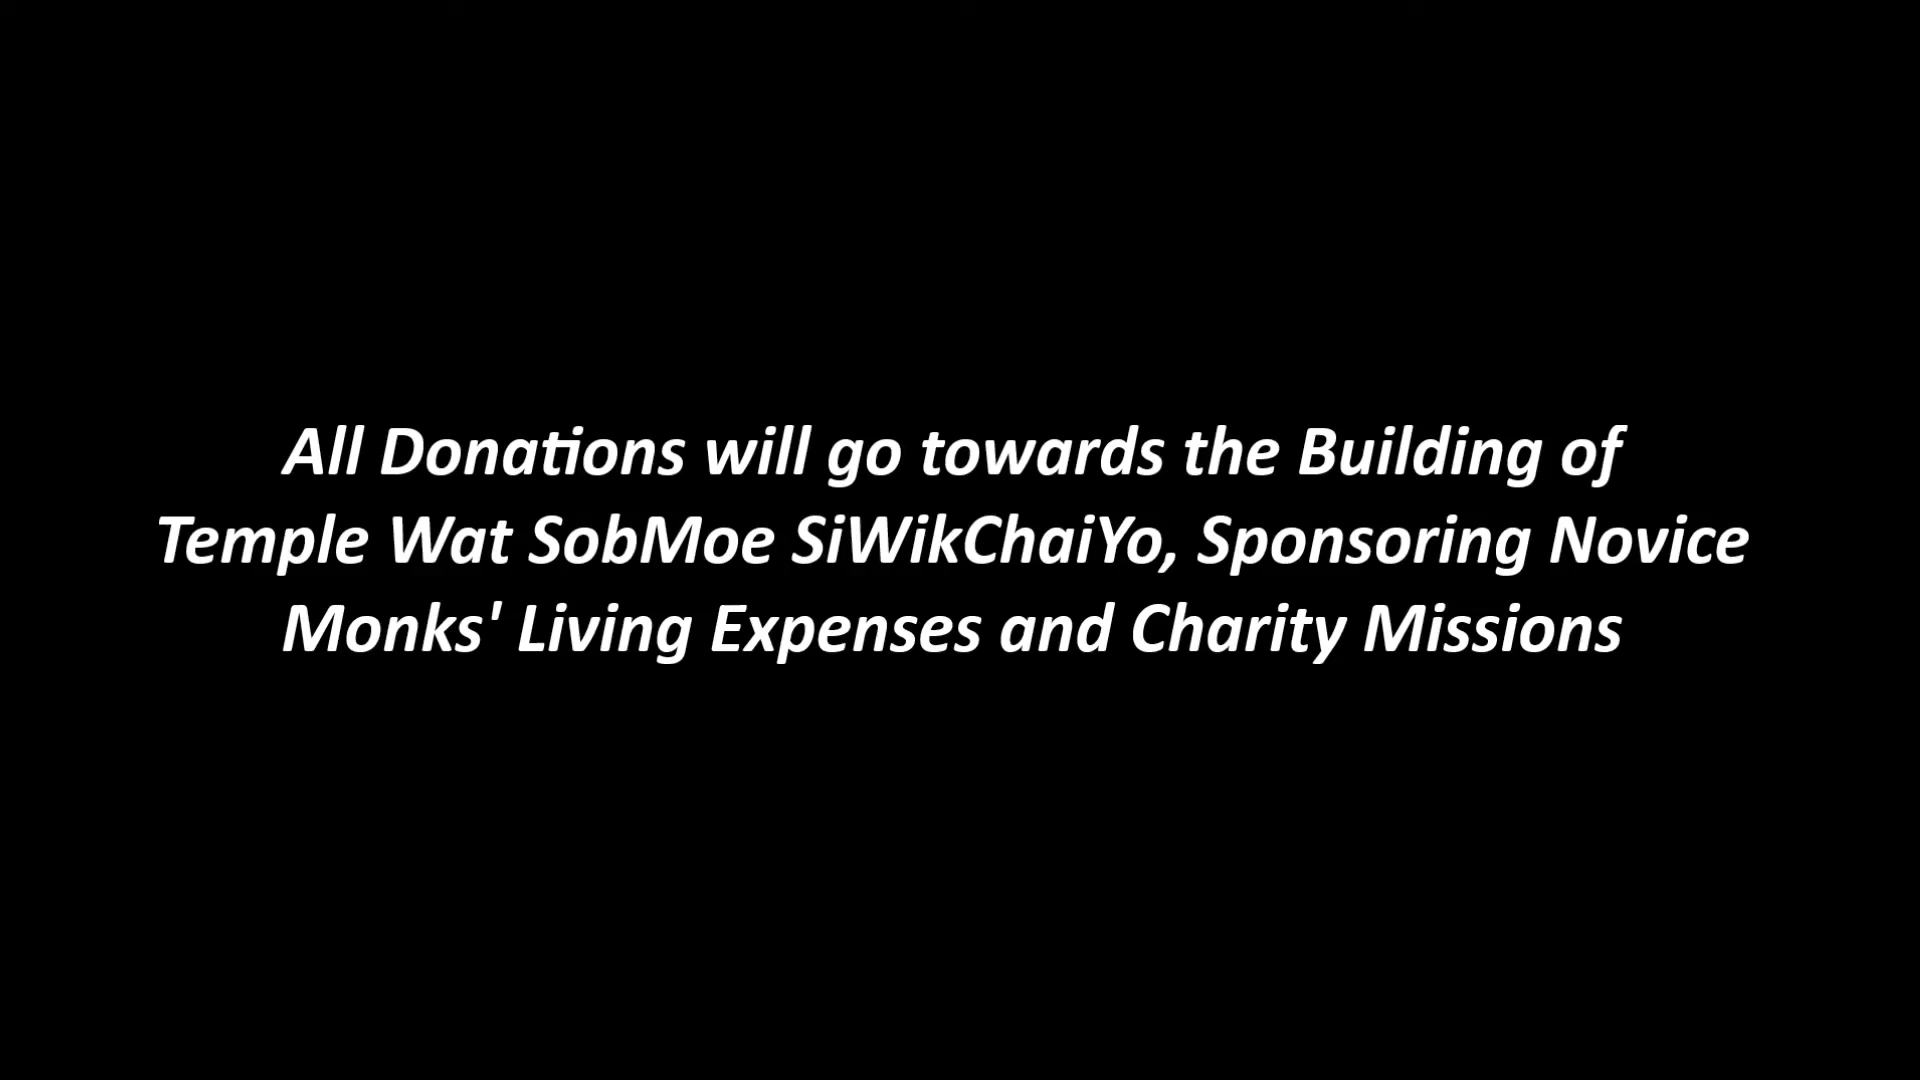 All Donations will go towards the Building of
Temple Wat SobMoe SiWikChaiYo, Sponsoring Novice
Monks' Living Expenses and Charity Missions